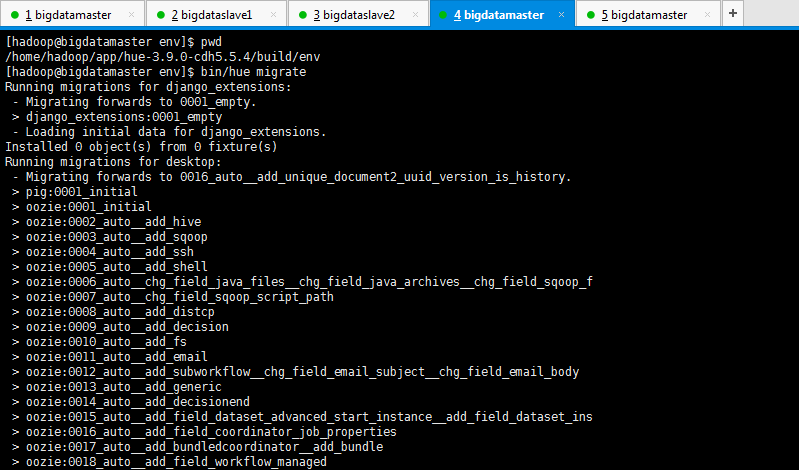 1 bigdatamaster × 2 bigdataslave1 × 3 bigdataslave2 × 4 bigdatamaster × 5 bigdatamaster × +
[hadoop@bigdatamaster env]$ pwd
/home/hadoop/app/hue-3.9.0-cdh5.5.4/build/env
[hadoop@bigdatamaster env]$ bin/hue migrate
Running migrations for django_extensions:
 - Migrating forwards to 0001_empty.
 > django_extensions:0001_empty
 - Loading initial data for django_extensions.
Installed 0 object(s) from 0 fixture(s)
Running migrations for desktop:
 - Migrating forwards to 0016_auto__add_unique_document2_uuid_version_is_history.
 > pig:0001_initial
 > oozie:0001_initial
 > oozie:0002_auto__add_hive
 > oozie:0003_auto__add_sqoop
 > oozie:0004_auto__add_ssh
 > oozie:0005_auto__add_shell
 > oozie:0006_auto__chg_field_java_files__chg_field_java_archives__chg_field_sqoop_f
 > oozie:0007_auto__chg_field_sqoop_script_path
 > oozie:0008_auto__add_distcp
 > oozie:0009_auto__add_decision
 > oozie:0010_auto__add_fs
 > oozie:0011_auto__add_email
 > oozie:0012_auto__add_subworkflow__chg_field_email_subject__chg_field_email_body
 > oozie:0013_auto__add_generic
 > oozie:0014_auto__add_decisionend
 > oozie:0015_auto__add_field_dataset_advanced_start_instance__add_field_dataset_ins
 > oozie:0016_auto__add_field_coordinator_job_properties
 > oozie:0017_auto__add_bundledcoordinator__add_bundle
 > oozie:0018_auto__add_field_workflow_managed